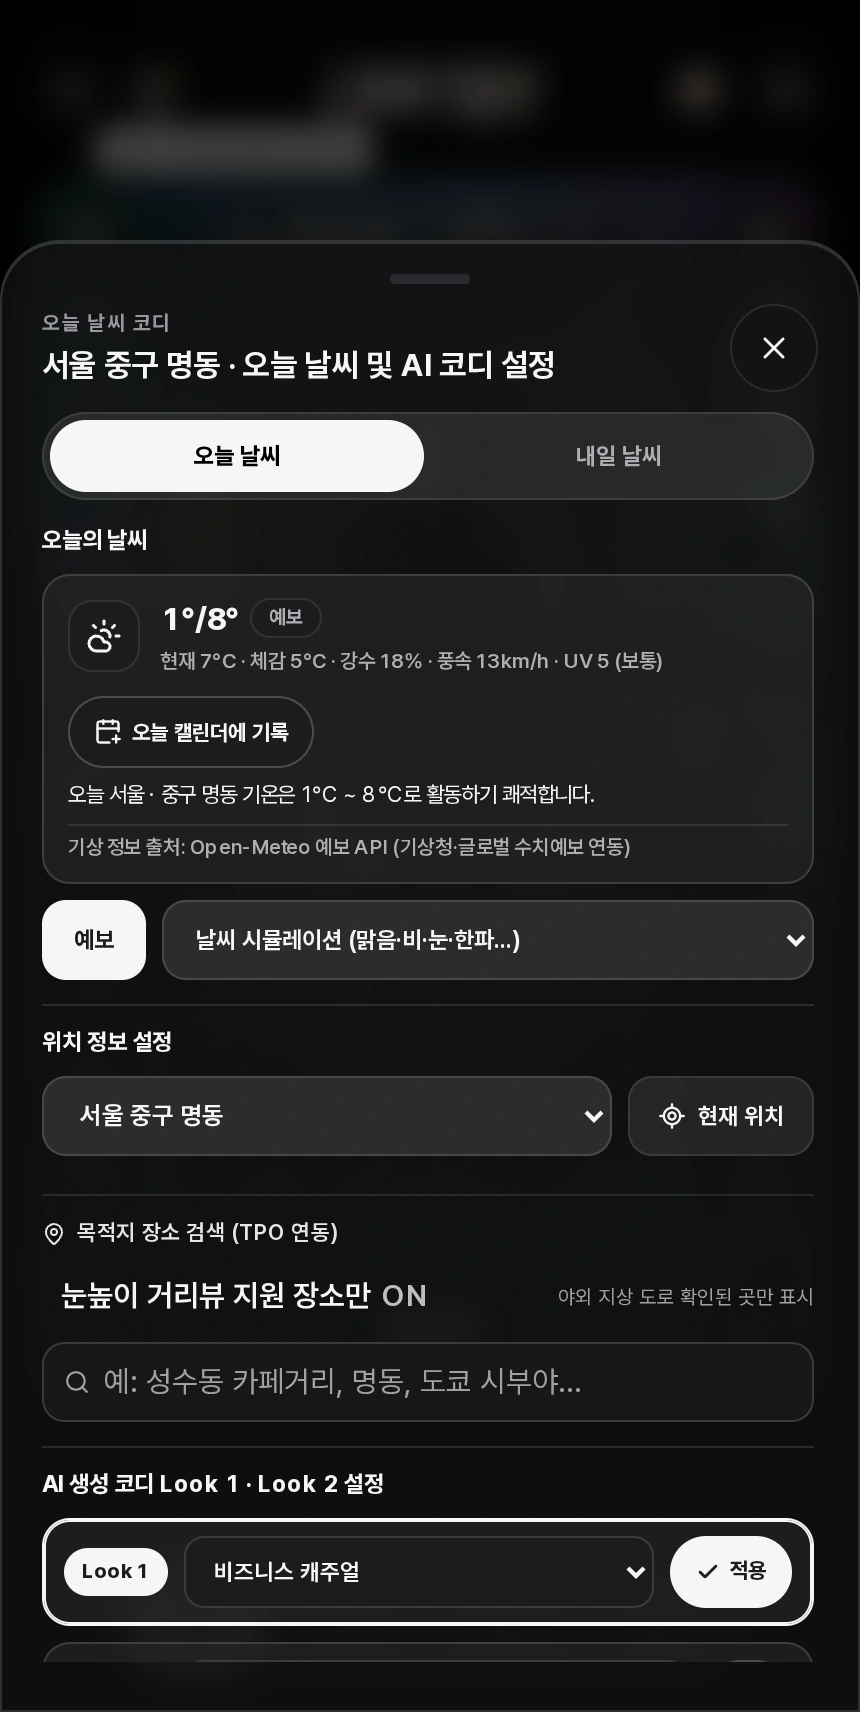 오늘 날씨 코디
서울 중구 명동 · 오늘 날씨 및 AI 코디 설정
오늘 날씨
내일 날씨
오늘의 날씨
1°/8° 예보
현재 7°C · 체감 5°C · 강수 18% · 풍속 13km/h · UV 5 (보통)
오늘 캘린더에 기록
오늘 서울 · 중구 명동 기온은 1°C ~ 8°C로 활동하기 쾌적합니다.
기상 정보 출처: Open-Meteo 예보 API (기상청·글로벌 수치예보 연동)
예보
날씨 시뮬레이션 (맑음·비·눈·한파...)
위치 정보 설정
서울 중구 명동
현재 위치
목적지 장소 검색 (TPO 연동)
눈높이 거리뷰 지원 장소만 ON
야외 지상 도로 확인된 곳만 표시
예: 성수동 카페거리, 명동, 도쿄 시부야...
AI 생성 코디 Look 1 · Look 2 설정
Look 1
비즈니스 캐주얼
적용